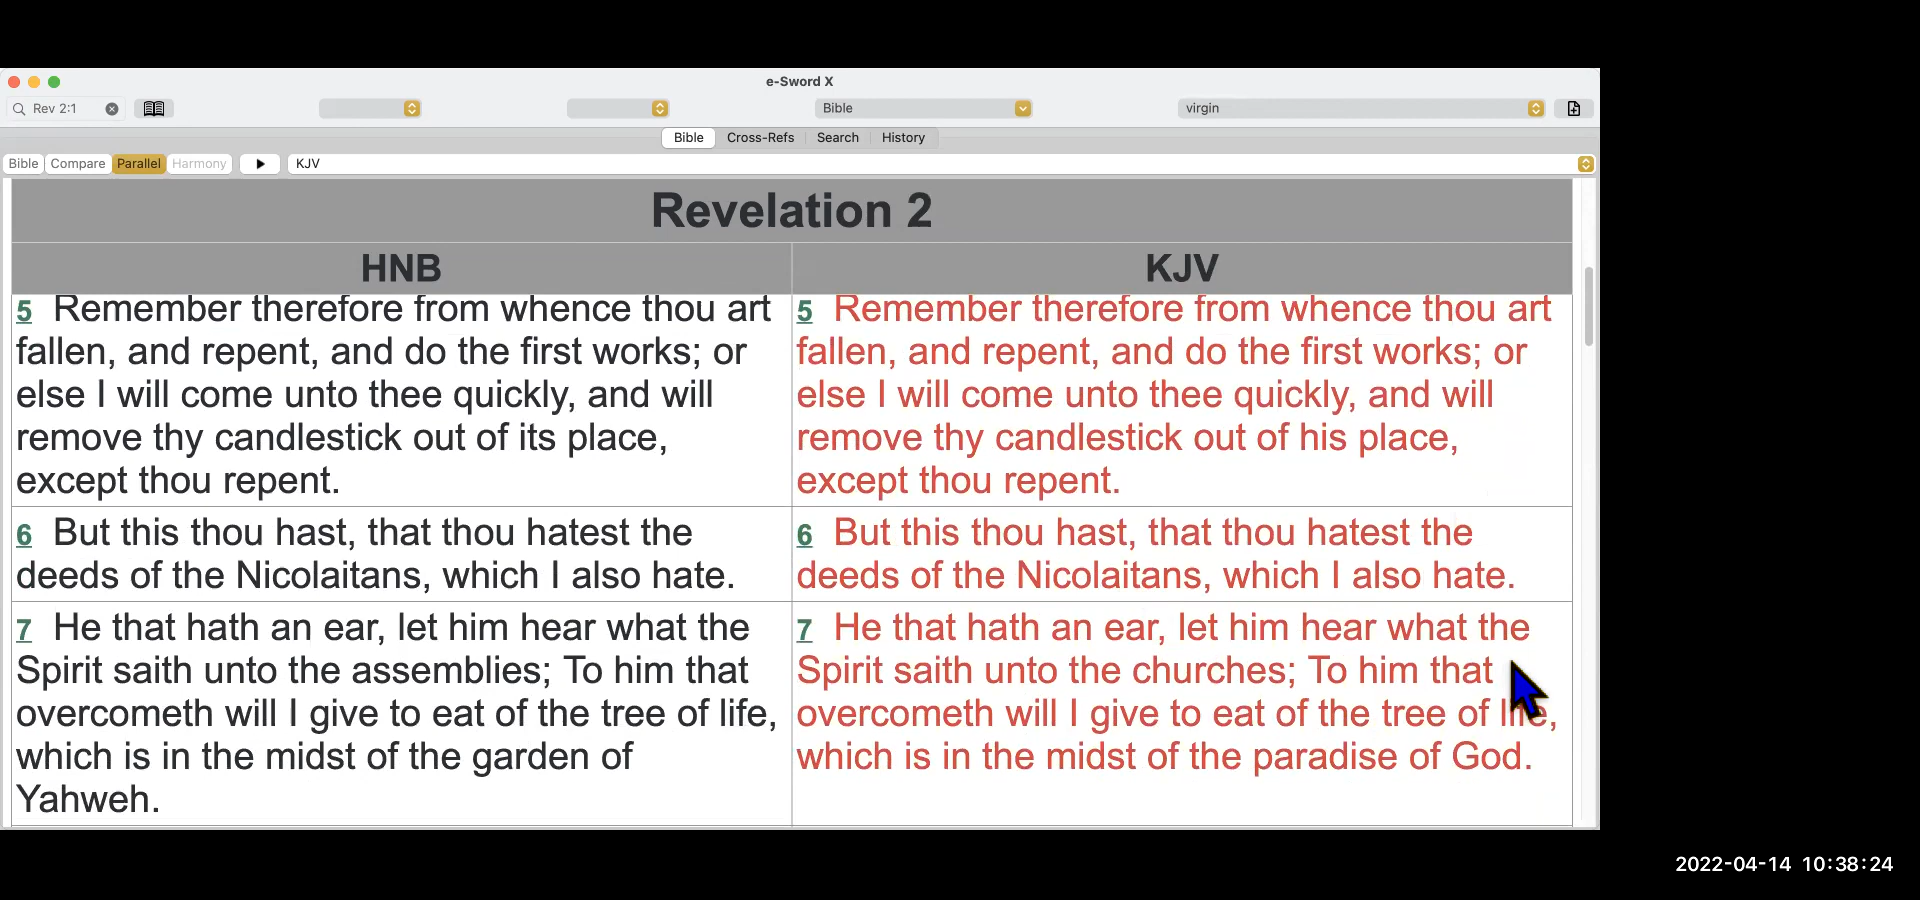 e-Sword X
Rev 2:1
Bible
virgin
Bible Cross-Refs Search History
Bible Compare Parallel Harmony KJV
Revelation 2
HNB KJV
5 Remember therefore from whence thou art
fallen, and repent, and do the first works; or
else I will come unto thee quickly, and will
remove thy candlestick out of its place,
except thou repent.
5 Remember therefore from whence thou art
fallen, and repent, and do the first works; or
else I will come unto thee quickly, and will
remove thy candlestick out of his place,
except thou repent.
6 But this thou hast, that thou hatest the
deeds of the Nicolaitans, which I also hate.
6 But this thou hast, that thou hatest the
deeds of the Nicolaitans, which I also hate.
7 He that hath an ear, let him hear what the
Spirit saith unto the assemblies; To him that
overcometh will I give to eat of the tree of life,
which is in the midst of the garden of
Yahweh.
7 He that hath an ear, let him hear what the
Spirit saith unto the churches; To him that
overcometh will I give to eat of the tree of life,
which is in the midst of the paradise of God.
2022-04-14 10:38:24